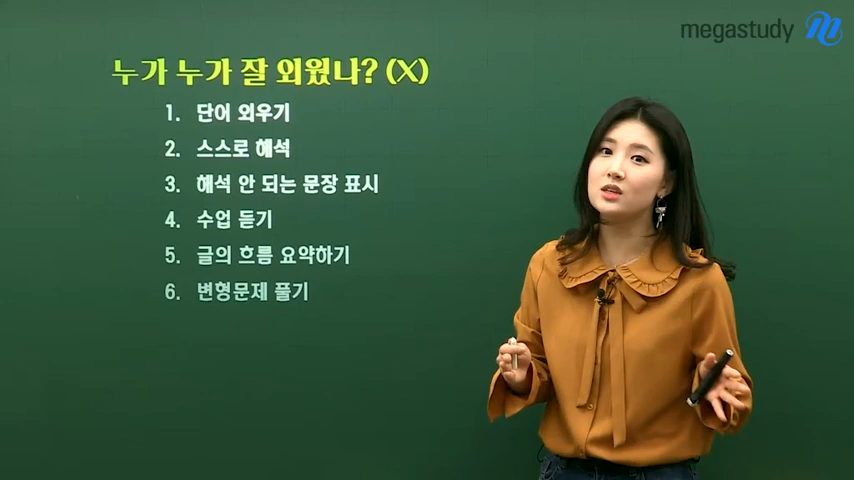 megastudy
누가 누가 잘 외웠나? (X)
1. 단어 외우기
2. 스스로 해석
3. 해석 안 되는 문장 표시
4. 수업 듣기
5. 글의 흐름 요약하기
6. 변형문제 풀기